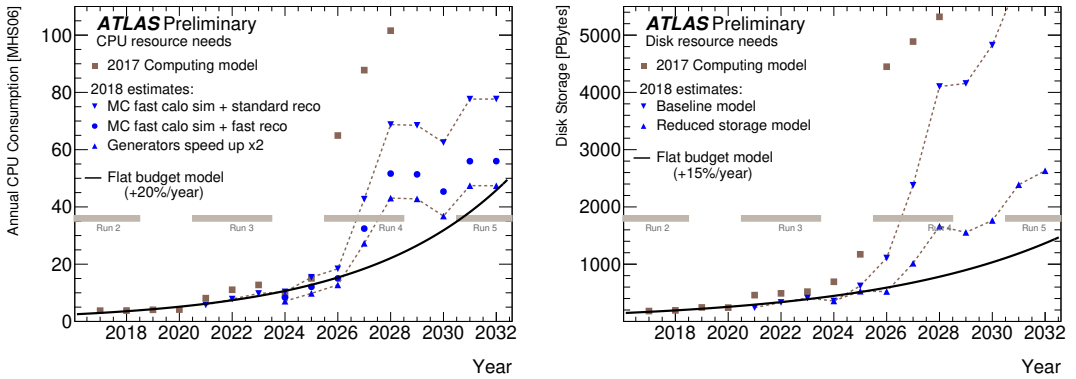 ATLAS Preliminary
CPU resource needs
2017 Computing model
2018 estimates:
MC fast calo sim + standard reco
MC fast calo sim + fast reco
Generators speed up x2
Flat budget model
(+20%/year)
Run 2
Run 3
Run 4
Run 5
Annual CPU Consumption [MHS06]
100
80
60
40
20
0
2018 2020 2022 2024 2026 2028 2030 2032
Year
ATLAS Preliminary
Disk resource needs
2017 Computing model
2018 estimates:
Baseline model
Reduced storage model
Flat budget model
(+15%/year)
Run 2
Run 3
Run 4
Run 5
Disk Storage [PBytes]
5000
4000
3000
2000
1000
2018 2020 2022 2024 2026 2028 2030 2032
Year